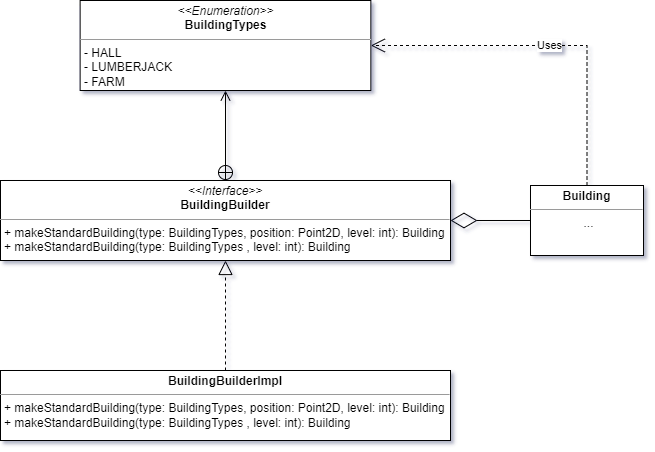 <<Enumeration>>
BuildingTypes
- HALL
- LUMBERJACK
- FARM
Uses
<<Interface>>
BuildingBuilder
+ makeStandardBuilding(type: BuildingTypes, position: Point2D, level: int): Building
+ makeStandardBuilding(type: BuildingTypes , level: int): Building
Building
...
BuildingBuilderImpl
+ makeStandardBuilding(type: BuildingTypes, position: Point2D, level: int): Building
+ makeStandardBuilding(type: BuildingTypes , level: int): Building